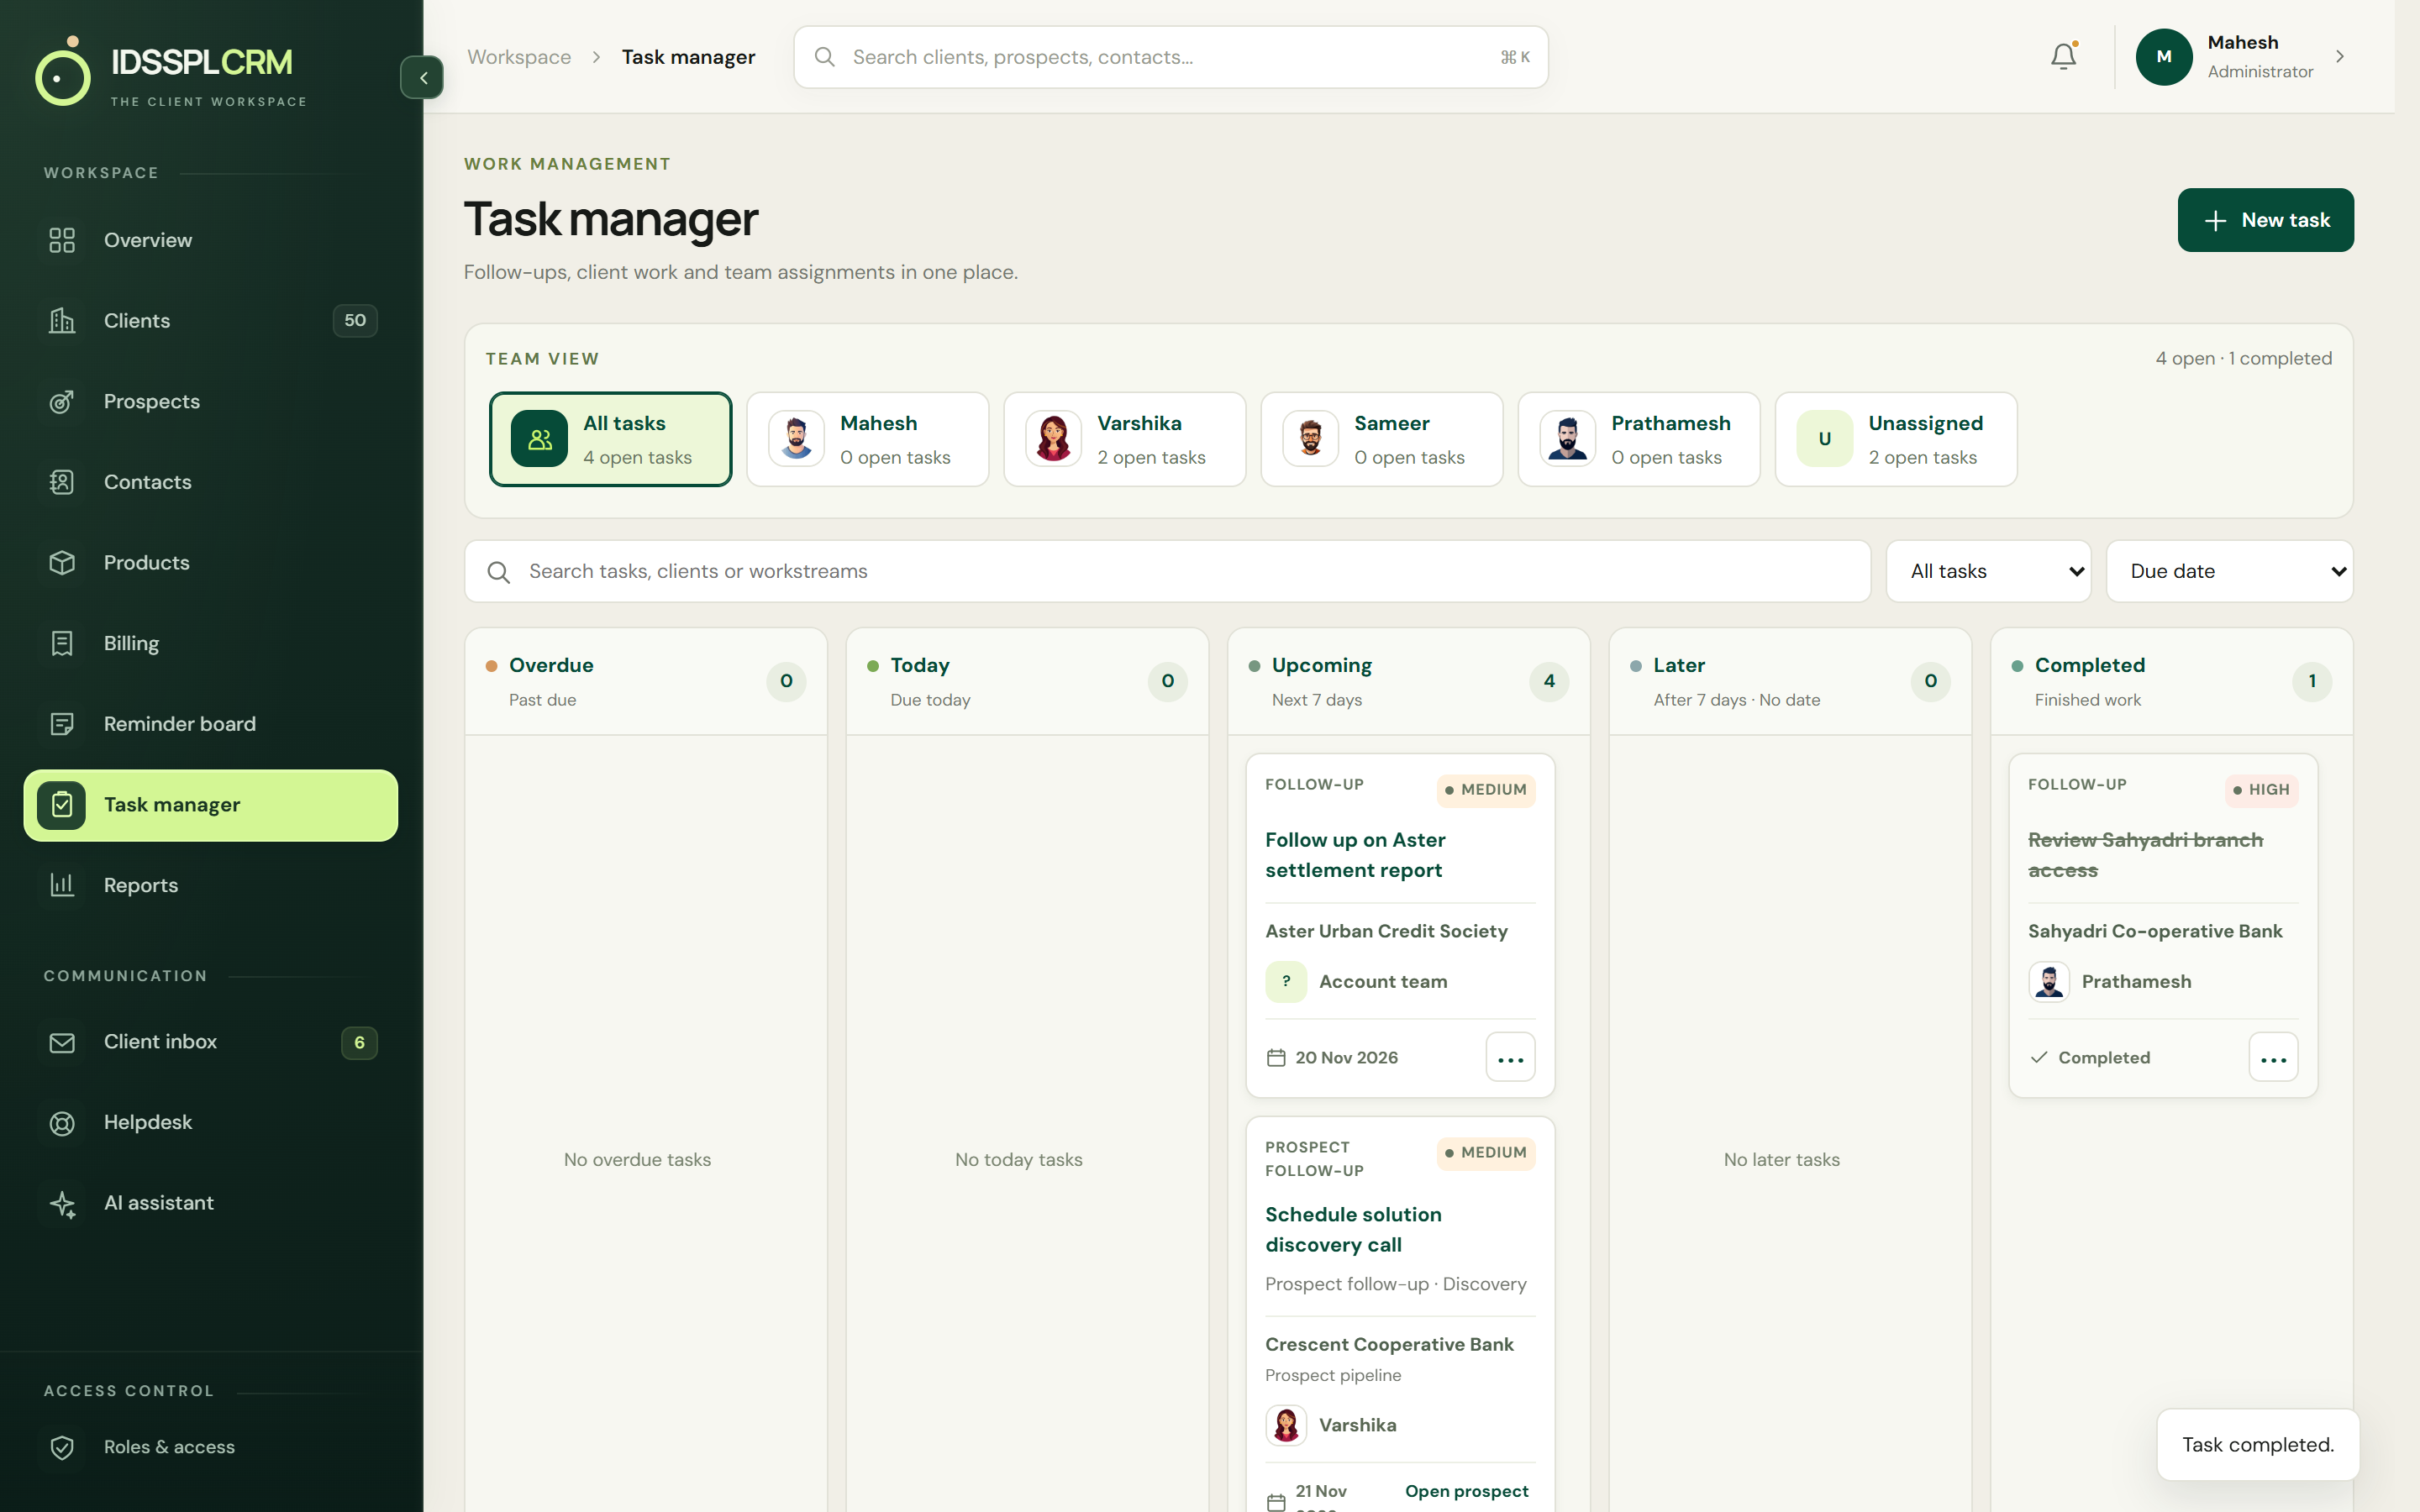 IDSSPLCRM
THE CLIENT WORKSPACE
WORKSPACE
Overview
Clients 50
Prospects
Contacts
Products
Billing
Reminder board
Task manager
Reports
COMMUNICATION
Client inbox 6
Helpdesk
AI assistant
ACCESS CONTROL
Roles & access
Workspace > Task manager
Search clients, prospects, contacts... ⌘ K
M
Mahesh
Administrator
WORK MANAGEMENT
Task manager
Follow-ups, client work and team assignments in one place.
New task
TEAM VIEW
4 open · 1 completed
All tasks
4 open tasks
Mahesh
0 open tasks
Varshika
2 open tasks
Sameer
0 open tasks
Prathamesh
0 open tasks
U
Unassigned
2 open tasks
Search tasks, clients or workstreams
All tasks
Due date
Overdue
Past due
0
No overdue tasks
Today
Due today
0
No today tasks
Upcoming
Next 7 days
4
FOLLOW-UP
MEDIUM
Follow up on Aster
settlement report
Aster Urban Credit Society
?
Account team
20 Nov 2026
...
PROSPECT
FOLLOW-UP
MEDIUM
Schedule solution
discovery call
Prospect follow-up · Discovery
Crescent Cooperative Bank
Prospect pipeline
Varshika
21 Nov
Open prospect
Later
After 7 days · No date
0
No later tasks
Completed
Finished work
1
FOLLOW-UP
HIGH
Review Sahyadri branch
access
Sahyadri Co-operative Bank
Prathamesh
Completed
...
Task completed.